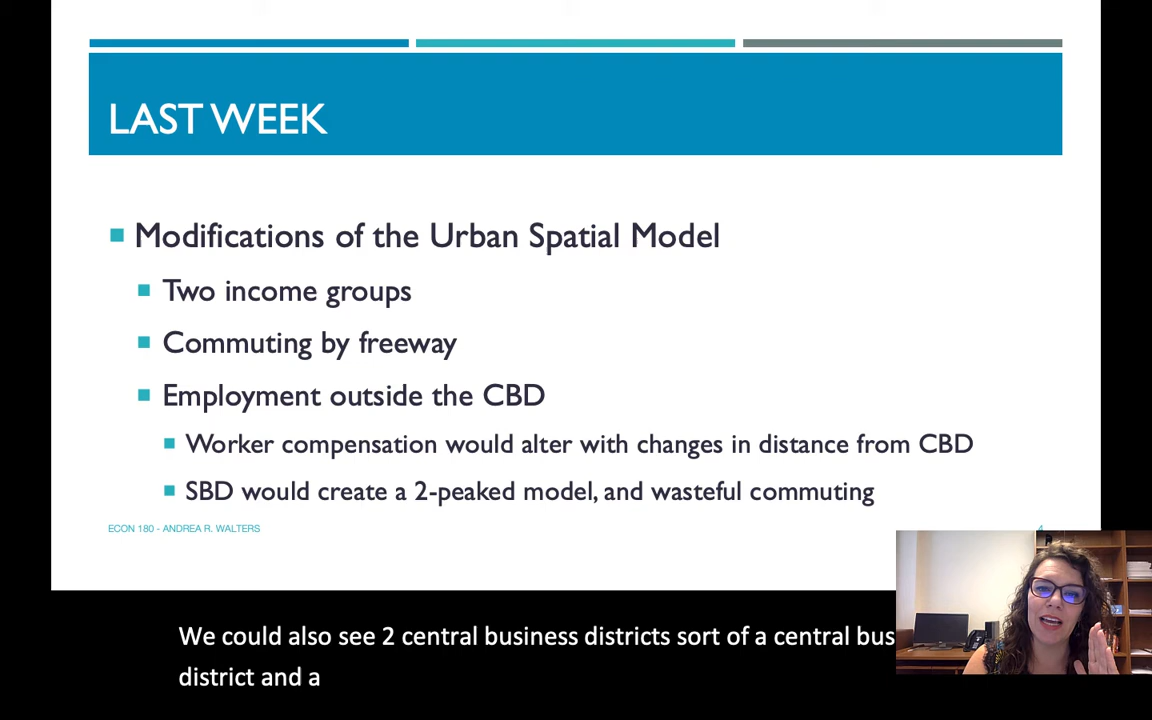 LAST WEEK
Modifications of the Urban Spatial Model
Two income groups
Commuting by freeway
Employment outside the CBD
Worker compensation would alter with changes in distance from CBD
SBD would create a 2-peaked model, and wasteful commuting
ECON 180 - ANDREA R. WALTERS
4
We could also see 2 central business districts sort of a central bus
district and a